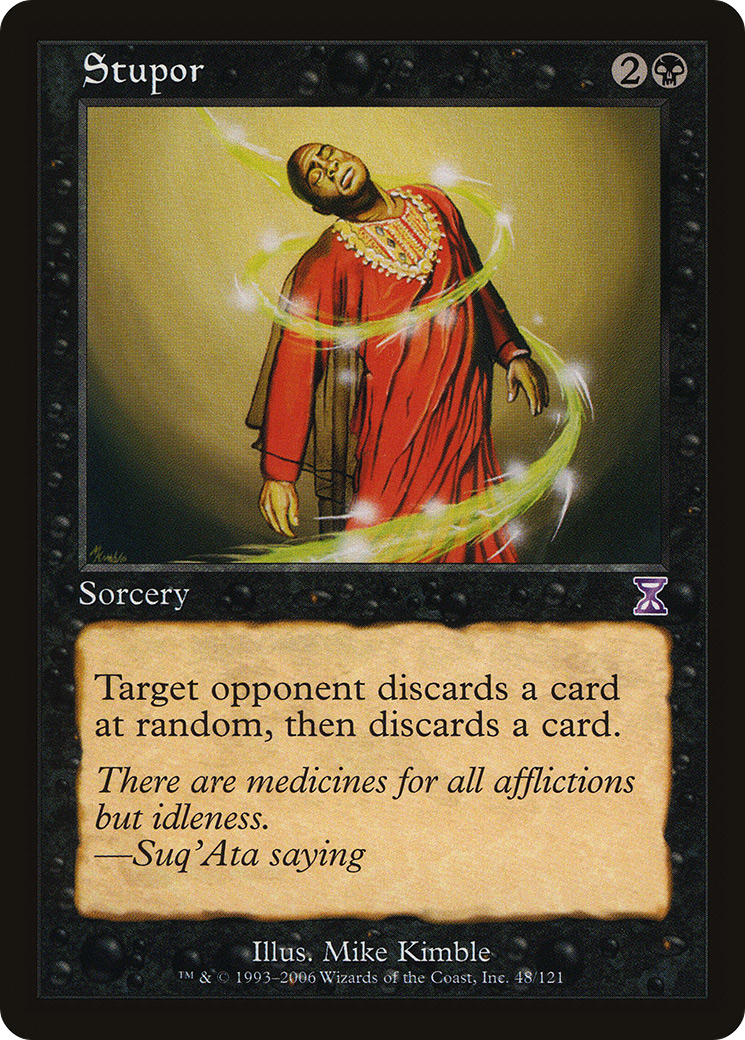 Stupor
2
Sorcery
Target opponent discards a card
at random, then discards a card.
There are medicines for all afflictions
but idleness.
—Suq'Ata saying
Illus. Mike Kimble
™ & © 1993–2006 Wizards of the Coast, Inc. 48/121